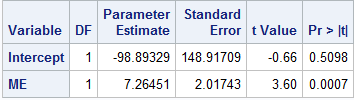 Variable DF Parameter Estimate Standard Error t Value Pr > |t|
Intercept 1 -98.89329 148.91709 -0.66 0.5098
ME 1 7.26451 2.01743 3.60 0.0007